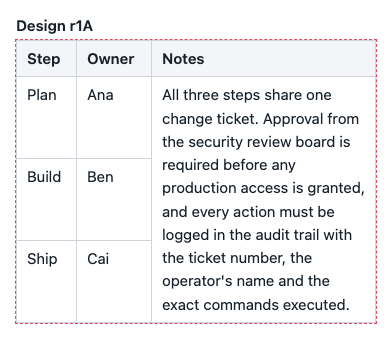 Design r1A
Step Owner Notes
Plan Ana All three steps share one
change ticket. Approval from
the security review board is
required before any
Build Ben production access is granted,
and every action must be
logged in the audit trail with
Ship Cai the ticket number, the
operator's name and the
exact commands executed.